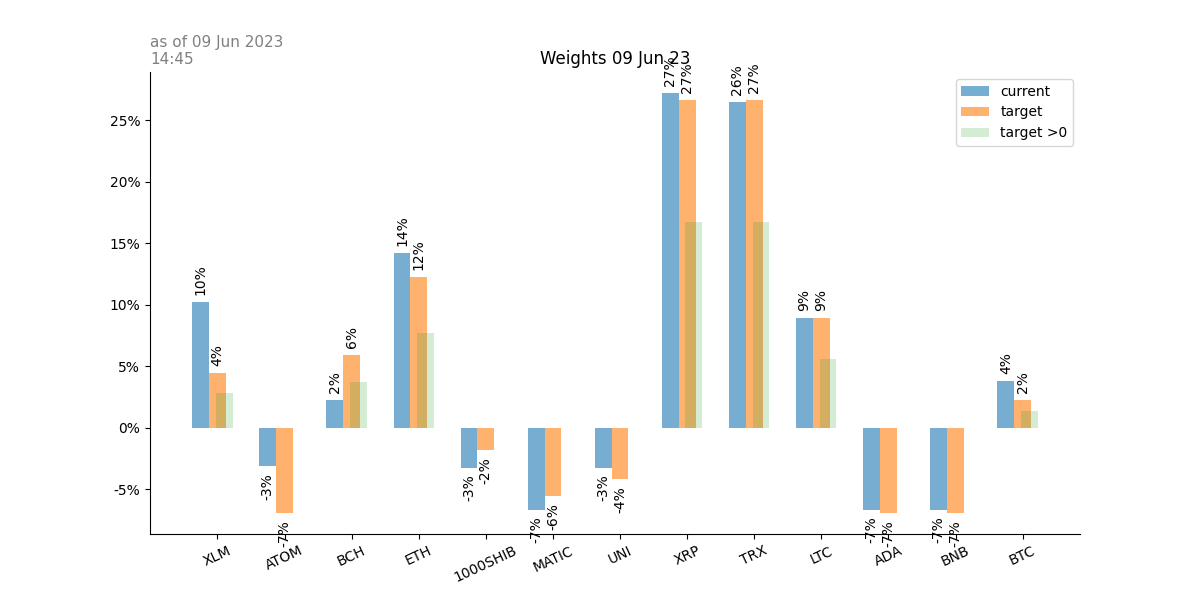 as of 09 Jun 2023
14:45
Weights 09 Jun 23
current
target
target >0
25%
20%
15%
10%
5%
0%
-5%
10%
4%
-3%
-7%
2%
6%
14%
12%
-3%
-2%
-7%
-6%
-3%
-4%
27%
27%
26%
27%
9%
9%
-7%
-7%
-7%
-7%
4%
2%
XLM
ATOM
BCH
ETH
1000SHIB
MATIC
UNI
XRP
TRX
LTC
ADA
BNB
BTC